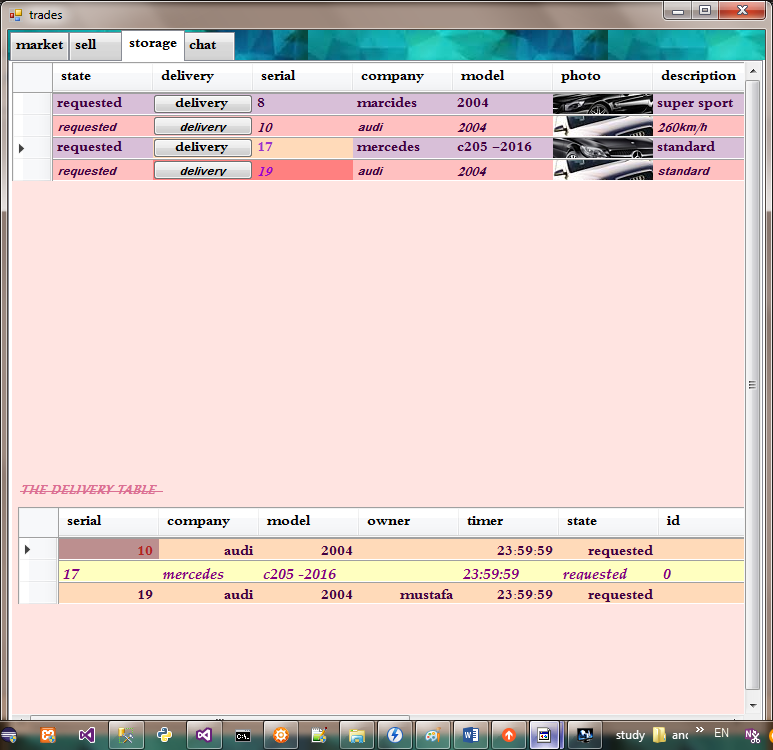 trades
market sell storage chat
state delivery serial company model photo description
requested delivery 8 marcides 2004 super sport
requested delivery 10 audi 2004 260km/h
requested delivery 17 mercedes c205 -2016 standard
requested delivery 19 audi 2004 standard
THE DELIVERY TABLE
serial company model owner timer state id
10 audi 2004 23:59:59 requested
17 mercedes c205 -2016 23:59:59 requested 0
19 audi 2004 mustafa 23:59:59 requested
study and » EN